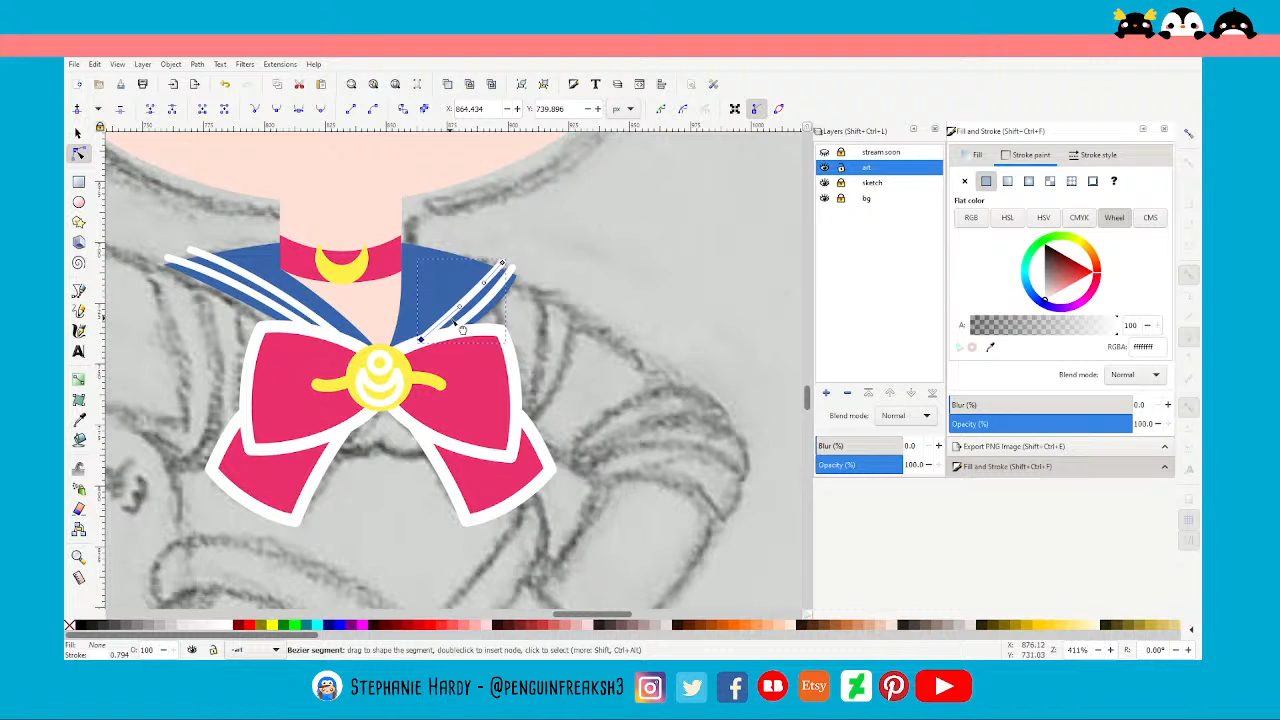 File Edit View Layer Object Path Text Filters Extensions Help
X: 864.434 Y: 739.896 px
Layers (Shift+Ctrl+L)
stream soon
art
sketch
bg
Blend mode: Normal
Blur (%) 0.0
Opacity (%) 100.0
Fill and Stroke (Shift+Ctrl+F)
Fill Stroke paint Stroke style
?
Flat color
RGB HSL HSV CMYK Wheel CMS
A: 100
RGBA: ffffffff
Blend mode: Normal
Blur (%) 0.0
Opacity (%) 100.0
Export PNG Image (Shift+Ctrl+E)
Fill and Stroke (Shift+Ctrl+F)
Fill: None
Stroke: 0.794
O: 100
Bezier segment: drag to shape the segment, doubleclick to insert node, click to select (more: Shift, Ctrl+Alt)
X: 876.12
Y: 731.03
Z: 411%
R: 0.00°
Stephanie Hardy - @penguinfreaksh3
Etsy